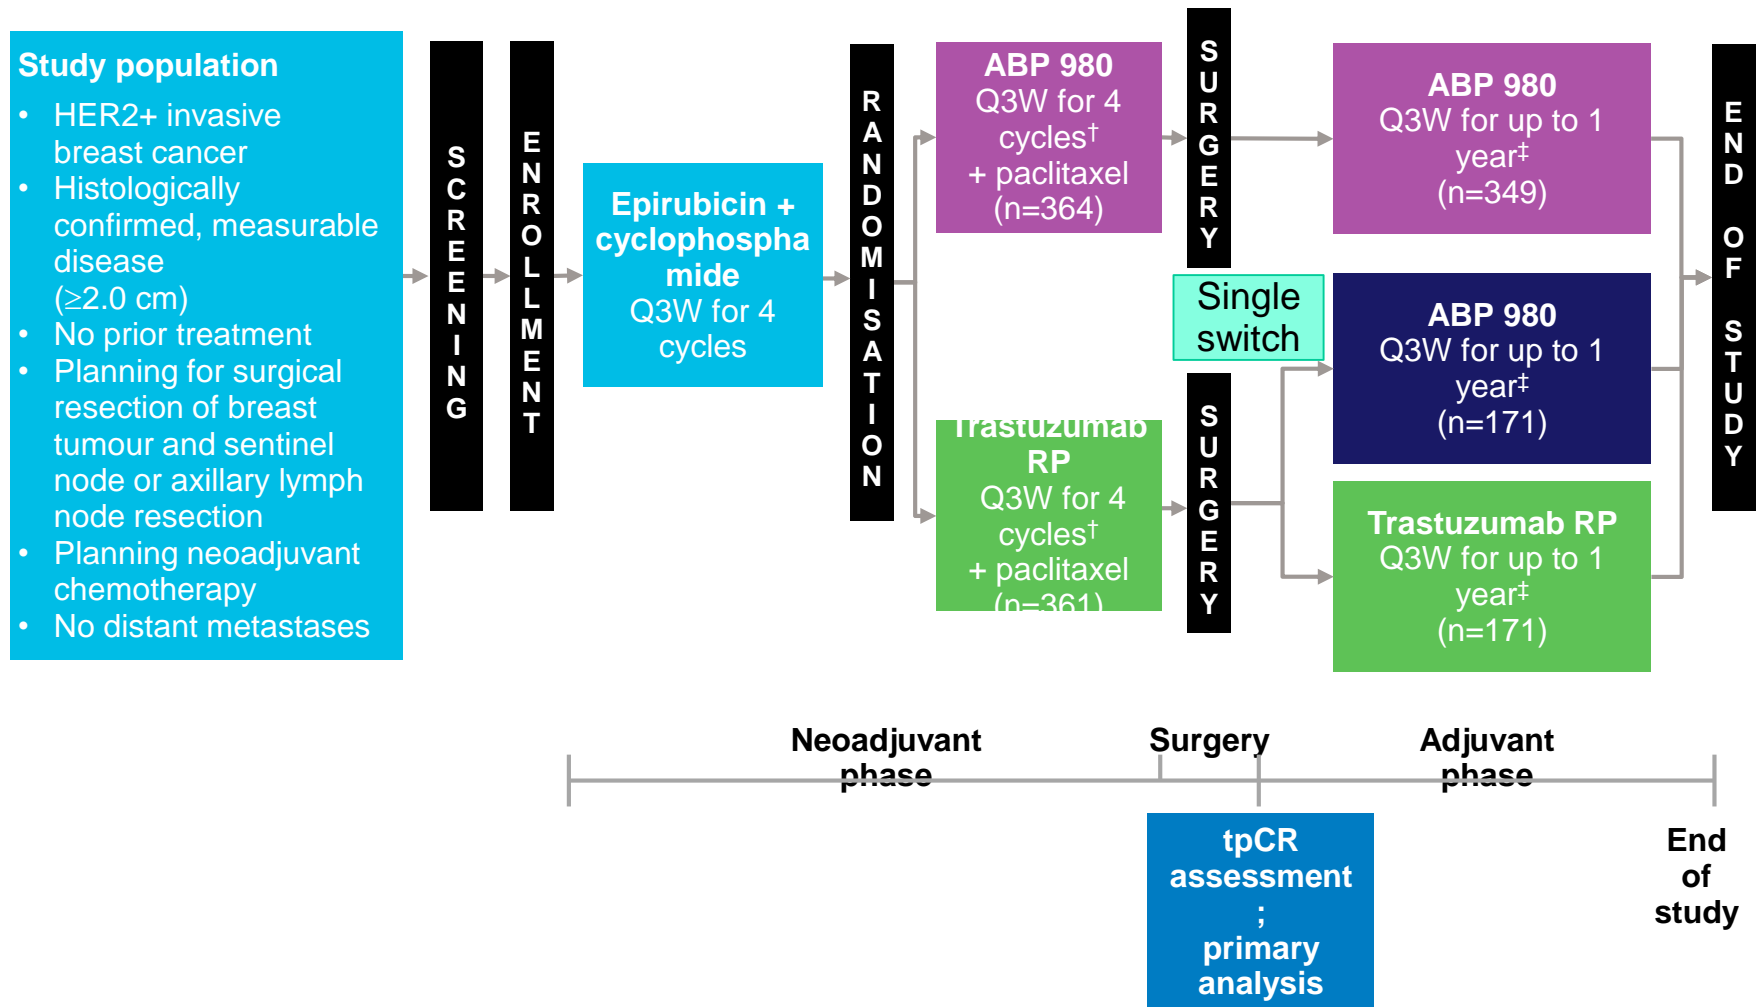 Study population
• HER2+ invasive
breast cancer
• Histologically
confirmed, measurable
disease
(≥2.0 cm)
• No prior treatment
• Planning for surgical
resection of breast
tumour and sentinel
node or axillary lymph
node resection
• Planning neoadjuvant
chemotherapy
• No distant metastases
SCREENING
ENROLLMENT
Epirubicin +
cyclophospha
mide
Q3W for 4
cycles
RANDOMISATION
ABP 980
Q3W for 4
cycles†
+ paclitaxel
(n=364)
Trastuzumab
RP
Q3W for 4
cycles†
+ paclitaxel
(n=361)
SURGERY
Single
switch
SURGERY
ABP 980
Q3W for up to 1
year‡
(n=349)
ABP 980
Q3W for up to 1
year‡
(n=171)
Trastuzumab RP
Q3W for up to 1
year‡
(n=171)
END OF STUDY
Neoadjuvant
phase
Surgery
Adjuvant
phase
tpCR
assessment
;
primary
analysis
End
of
study